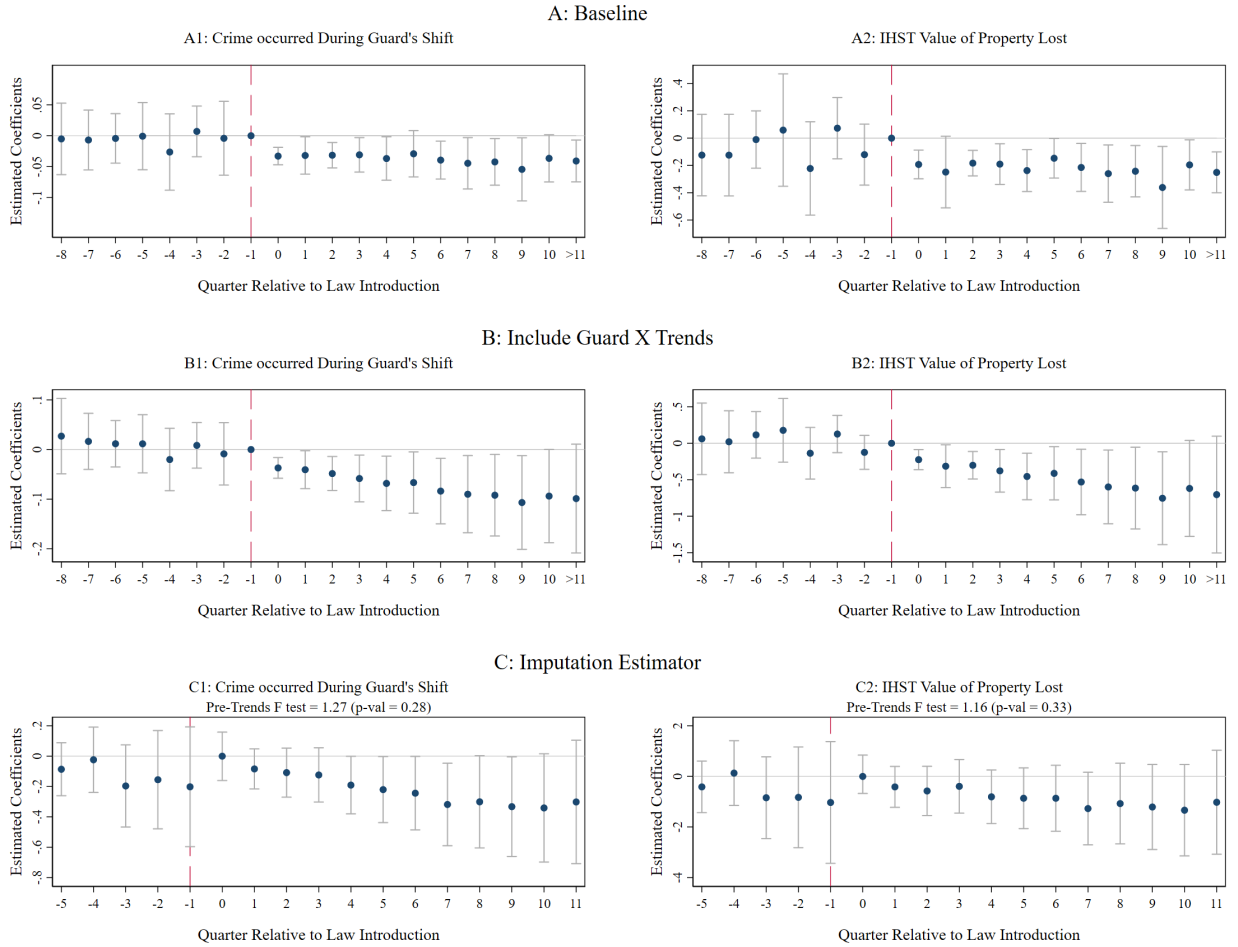 A: Baseline
A1: Crime occurred During Guard's Shift
Estimated Coefficients
.05
0
-.05
-.1
-8 -7 -6 -5 -4 -3 -2 -1 0 1 2 3 4 5 6 7 8 9 10 >11
Quarter Relative to Law Introduction
A2: IHST Value of Property Lost
Estimated Coefficients
.4
.2
0
-.2
-.4
-.6
-8 -7 -6 -5 -4 -3 -2 -1 0 1 2 3 4 5 6 7 8 9 10 >11
Quarter Relative to Law Introduction
B: Include Guard X Trends
B1: Crime occurred During Guard's Shift
Estimated Coefficients
.1
0
-.1
-.2
-8 -7 -6 -5 -4 -3 -2 -1 0 1 2 3 4 5 6 7 8 9 10 >11
Quarter Relative to Law Introduction
B2: IHST Value of Property Lost
Estimated Coefficients
.5
0
-.5
-1
-1.5
-8 -7 -6 -5 -4 -3 -2 -1 0 1 2 3 4 5 6 7 8 9 10 >11
Quarter Relative to Law Introduction
C: Imputation Estimator
C1: Crime occurred During Guard's Shift
Pre-Trends F test = 1.27 (p-val = 0.28)
Estimated Coefficients
.2
0
-.2
-.4
-.6
-.8
-5 -4 -3 -2 -1 0 1 2 3 4 5 6 7 8 9 10 11
Quarter Relative to Law Introduction
C2: IHST Value of Property Lost
Pre-Trends F test = 1.16 (p-val = 0.33)
Estimated Coefficients
2
0
-2
-4
-5 -4 -3 -2 -1 0 1 2 3 4 5 6 7 8 9 10 11
Quarter Relative to Law Introduction